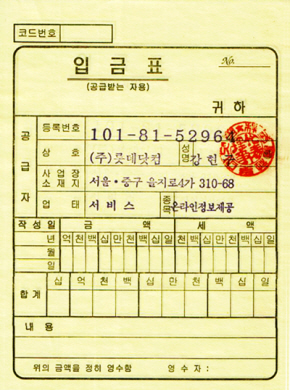 코드번호
입금표
No.
(공급받는 자용)
귀하
공급자
등록번호 101-81-52964
상호 (주)롯데닷컴 성명 강현구
사업장소재지 서울·중구 을지로4가 310-68
업태 서비스 종목 온라인정보제공
작성일 금액 세액
년 억 천 백 십 만 천 백 십 일 천 백 십 만 천 백 십 일
월
일
합계 십 억 천 백 십 만 천 백 십 일
내용
위의 금액을 정히 영수함 영수자 :